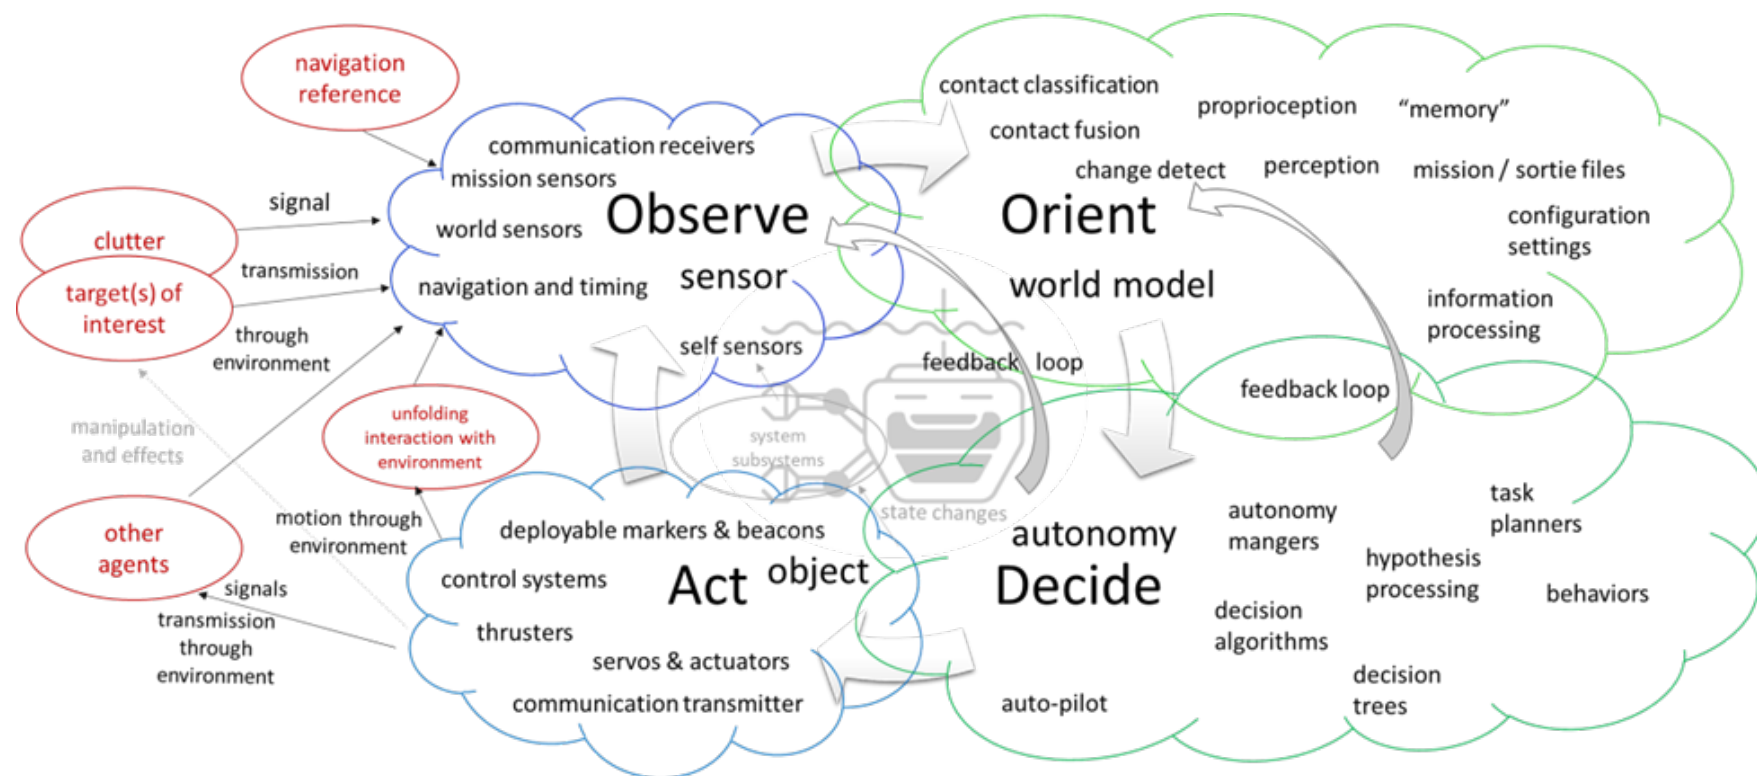 navigation
reference
clutter
target(s) of
interest
other
agents
unfolding
interaction with
environment
signal
transmission
through
environment
manipulation
and effects
motion through
environment
signals
transmission
through
environment
communication receivers
mission sensors
world sensors
Observe
sensor
navigation and timing
self sensors
contact classification
contact fusion
change detect
proprioception
perception
“memory”
mission / sortie files
configuration
settings
information
processing
Orient
world model
feedback loop
feedback loop
system
subsystems
state changes
autonomy
Decide
autonomy
mangers
task
planners
hypothesis
processing
behaviors
decision
algorithms
decision
trees
auto-pilot
deployable markers & beacons
control systems
Act
object
thrusters
servos & actuators
communication transmitter